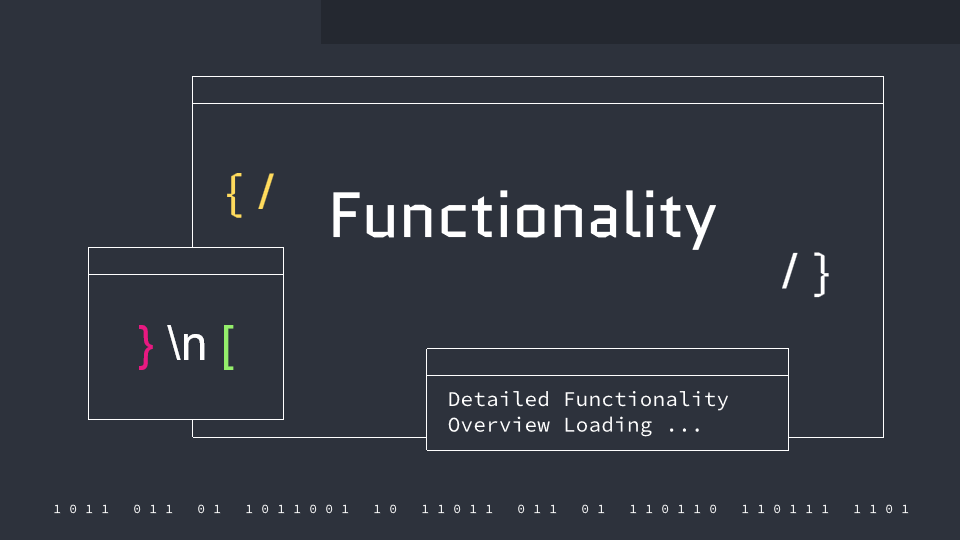 { /
Functionality
/ }
} \n [
Detailed Functionality
Overview Loading ...
1011 011 01 1011001 10 11011 011 01 110110 110111 1101